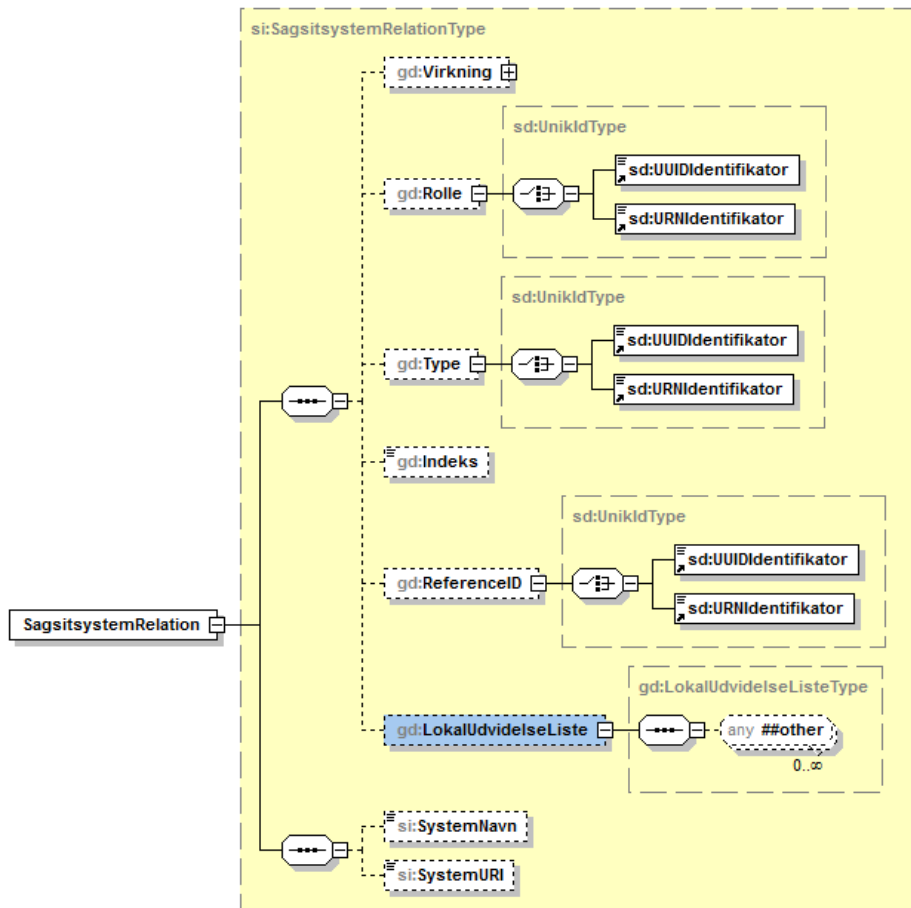 si:SagsitsystemRelationType
gd:Virkning
sd:UnikIdType
gd:Rolle
sd:UUIDIdentifikator
sd:URNIdentifikator
sd:UnikIdType
gd:Type
sd:UUIDIdentifikator
sd:URNIdentifikator
gd:Indeks
sd:UnikIdType
gd:ReferenceID
sd:UUIDIdentifikator
sd:URNIdentifikator
SagsitsystemRelation
gd:LokalUdvidelseListeType
gd:LokalUdvidelseListe
any ##other
0..∞
si:SystemNavn
si:SystemURI